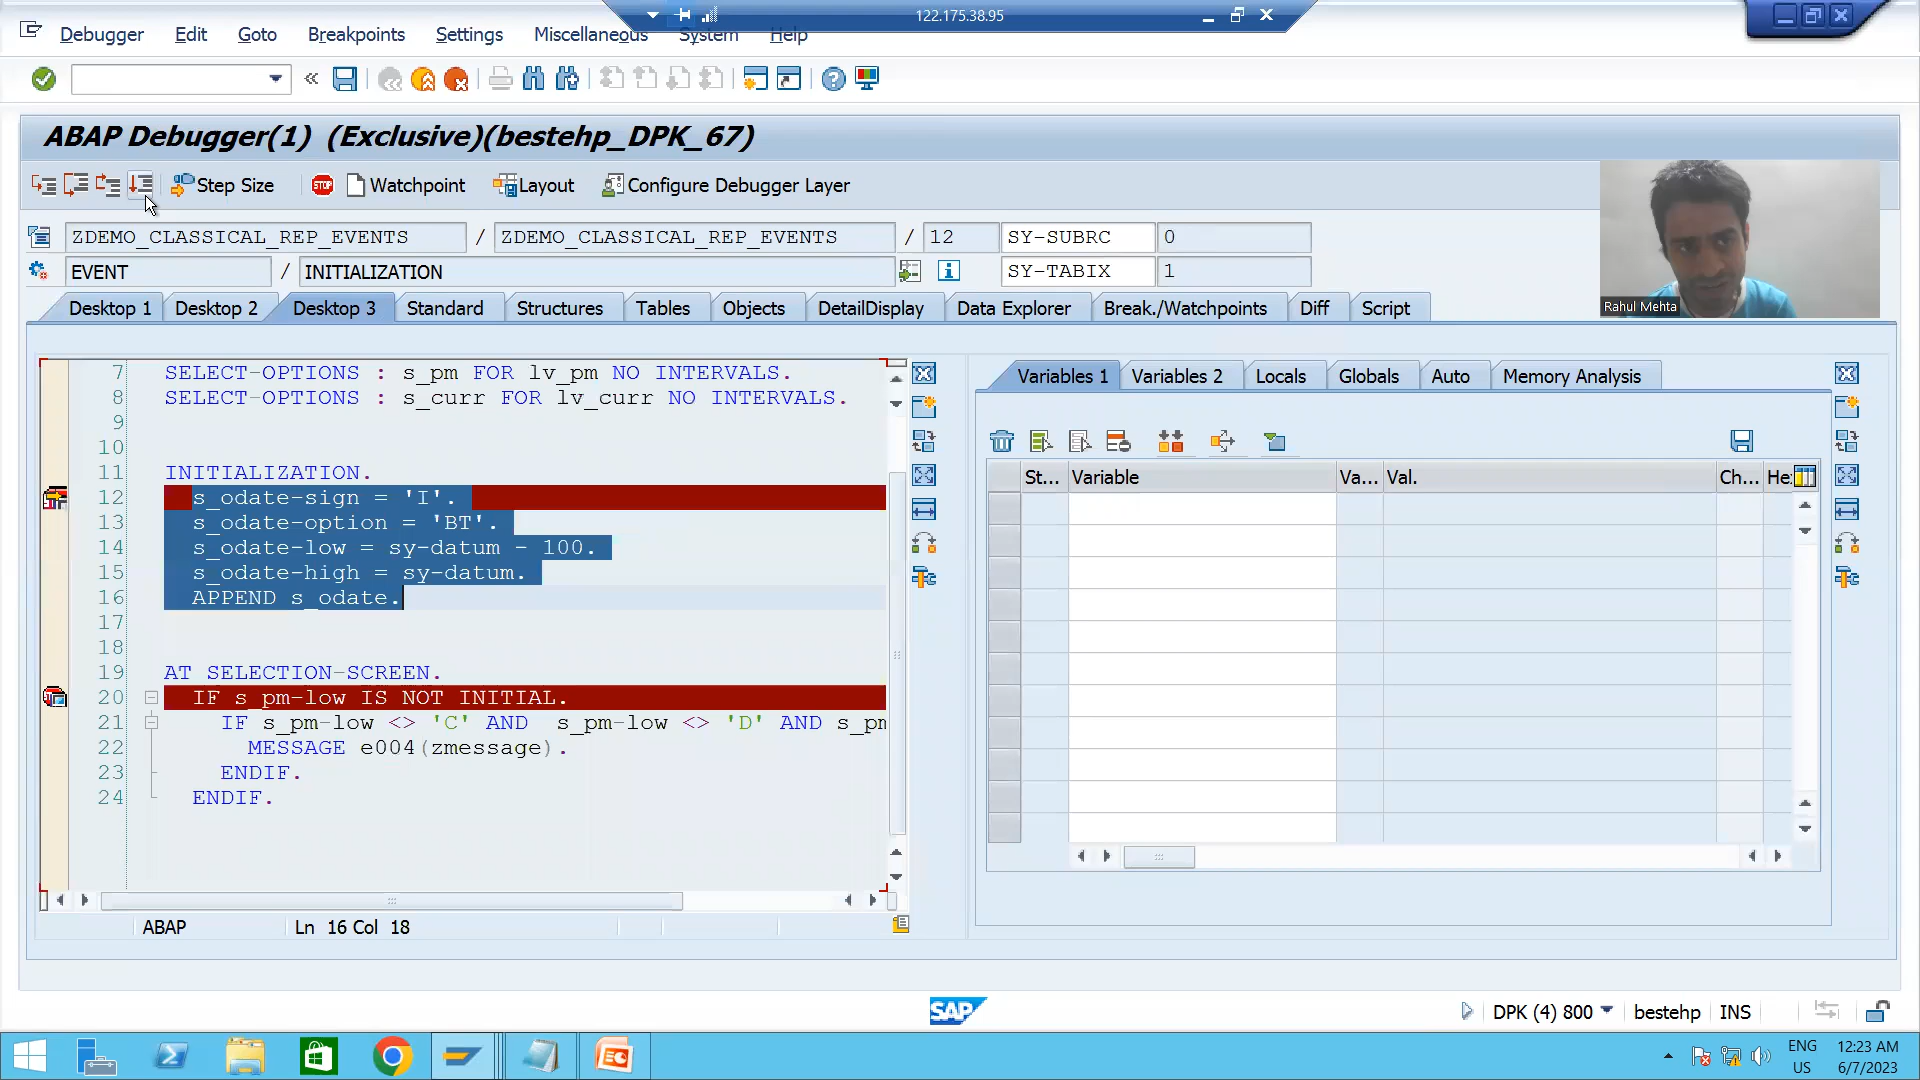 122.175.38.95
Debugger Edit Goto Breakpoints Settings Miscellaneous System Help
ABAP Debugger(1) (Exclusive)(bestehp_DPK_67)
STOP
Step Size Watchpoint Layout Configure Debugger Layer
ZDEMO_CLASSICAL_REP_EVENTS / ZDEMO_CLASSICAL_REP_EVENTS / 12 SY-SUBRC 0
EVENT / INITIALIZATION SY-TABIX 1
Rahul Mehta
Desktop 1 Desktop 2 Desktop 3 Standard Structures Tables Objects DetailDisplay Data Explorer Break./Watchpoints Diff Script
7 SELECT-OPTIONS : s_pm FOR lv_pm NO INTERVALS.
8 SELECT-OPTIONS : s_curr FOR lv_curr NO INTERVALS.
9
10
11 INITIALIZATION.
12 s_odate-sign = 'I'.
13 s_odate-option = 'BT'.
14 s_odate-low = sy-datum - 100.
15 s_odate-high = sy-datum.
16 APPEND s_odate.
17
18
19 AT SELECTION-SCREEN.
20 IF s_pm-low IS NOT INITIAL.
21 IF s_pm-low <> 'C' AND s_pm-low <> 'D' AND s_pm
22 MESSAGE e004(zmessage).
23 ENDIF.
24 ENDIF.
ABAP Ln 16 Col 18
Variables 1 Variables 2 Locals Globals Auto Memory Analysis
St... Variable Va... Val. Ch... He
SAP
DPK (4) 800 bestehp INS
ENG
US
12:23 AM
6/7/2023